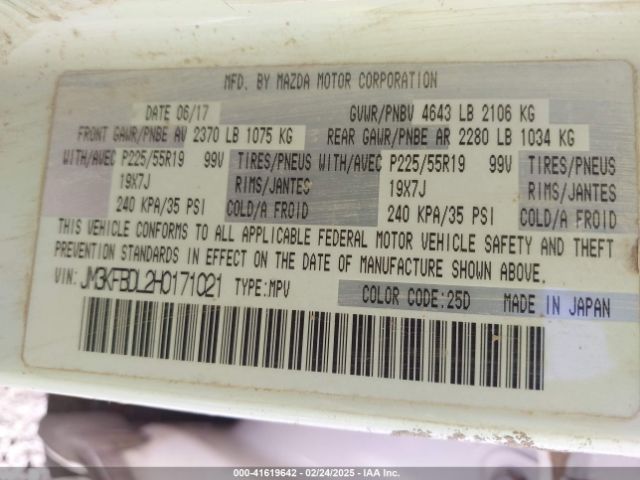 MFD. BY MAZDA MOTOR CORPORATION
DATE 06/17 GVWR/PNBV 4643 LB 2106 KG
FRONT GAWR/PNBE AV 2370 LB 1075 KG REAR GAWR/PNBE AR 2280 LB 1034 KG
WITH/AVEC P225/55R19 99V TIRES/PNEUS WITH/AVEC P225/55R19 99V TIRES/PNEUS
19X7J RIMS/JANTES 19X7J RIMS/JANTES
240 KPA/35 PSI COLD/A FROID 240 KPA/35 PSI COLD/A FROID
THIS VEHICLE CONFORMS TO ALL APPLICABLE FEDERAL MOTOR VEHICLE SAFETY AND THEFT
PREVENTION STANDARDS IN EFFECT ON THE DATE OF MANUFACTURE SHOWN ABOVE.
VIN: JM3KFBDL2H0171021 TYPE:MPV COLOR CODE:25D MADE IN JAPAN
000-41619642 - 02/24/2025 - IAA Inc.